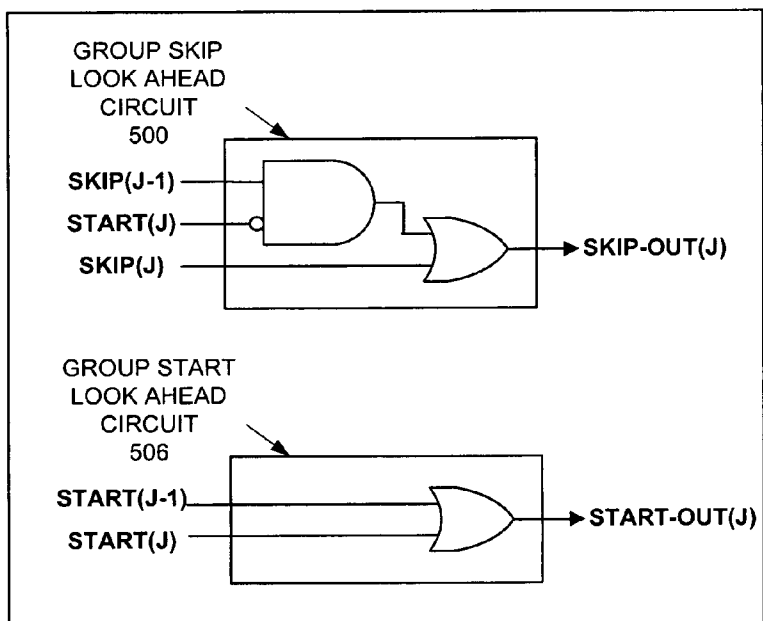 GROUP SKIP
LOOK AHEAD
CIRCUIT
500
SKIP(J-1)
START(J)
SKIP(J)
SKIP-OUT(J)
GROUP START
LOOK AHEAD
CIRCUIT
506
START(J-1)
START(J)
START-OUT(J)